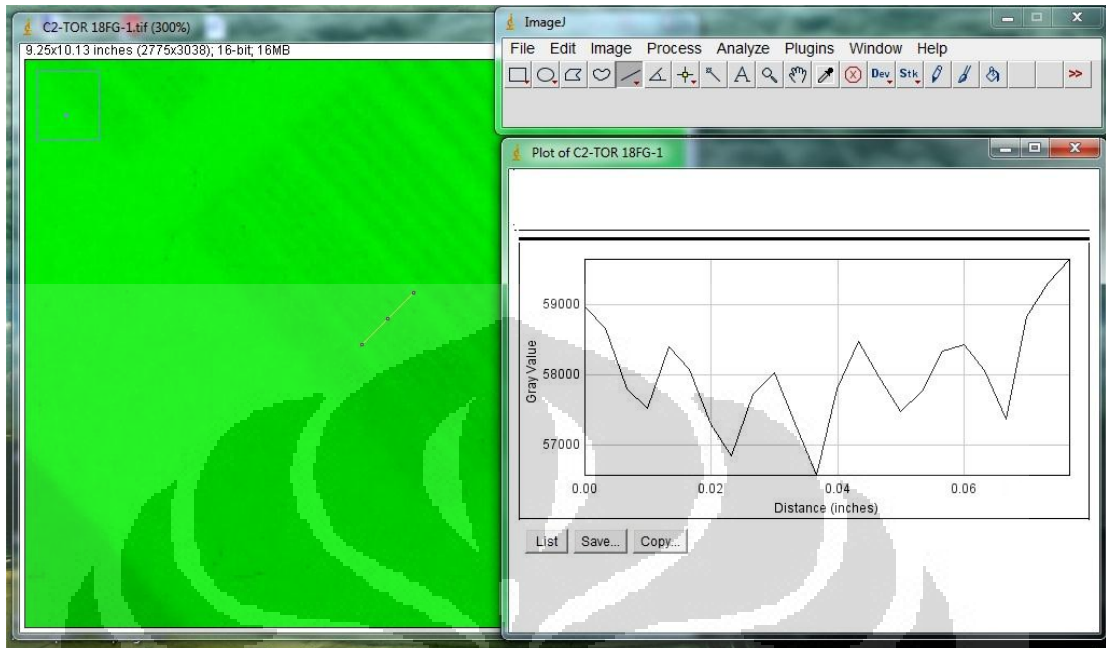 C2-TOR 18FG-1.tif (300%)
9.25x10.13 inches (2775x3038); 16-bit; 16MB
ImageJ
File Edit Image Process Analyze Plugins Window Help
A Dev Stk >>
Plot of C2-TOR 18FG-1
59000
58000
57000
Gray Value
0.00 0.02 0.04 0.06
Distance (inches)
List Save... Copy...